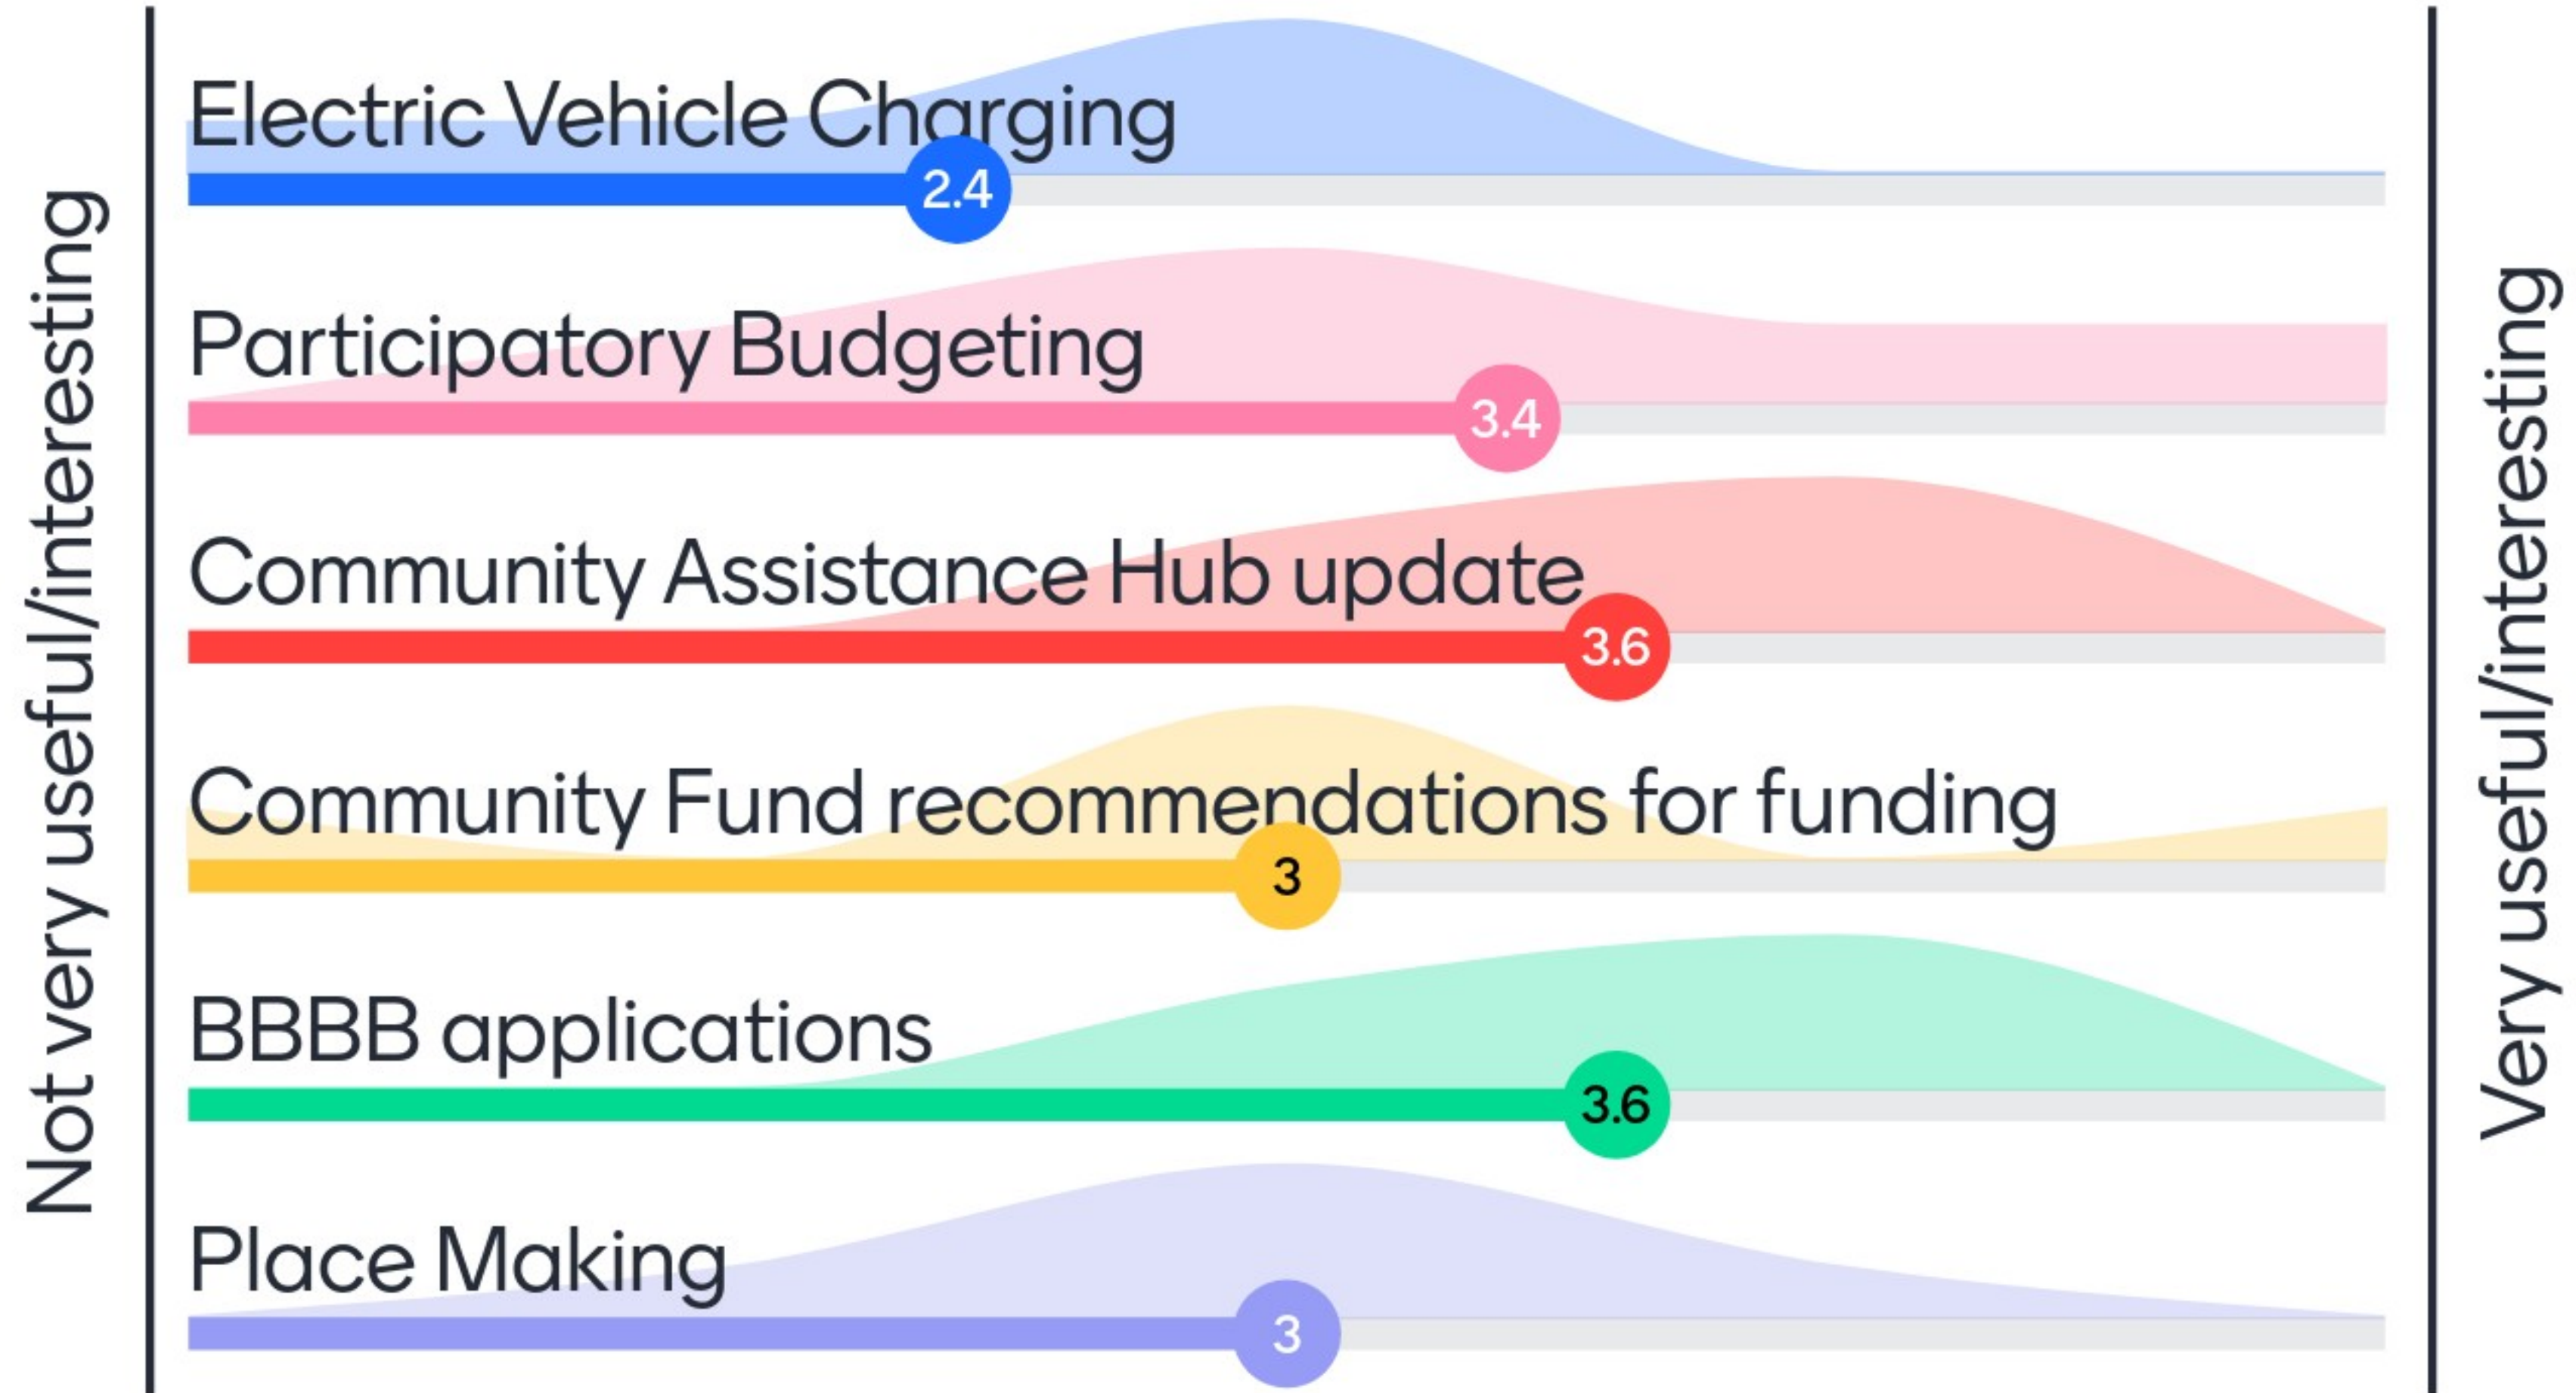 Not very useful/interesting
Electric Vehicle Charging
2.4
Participatory Budgeting
3.4
Community Assistance Hub update
3.6
Community Fund recommendations for funding
3
BBBB applications
3.6
Place Making
3
Very useful/interesting